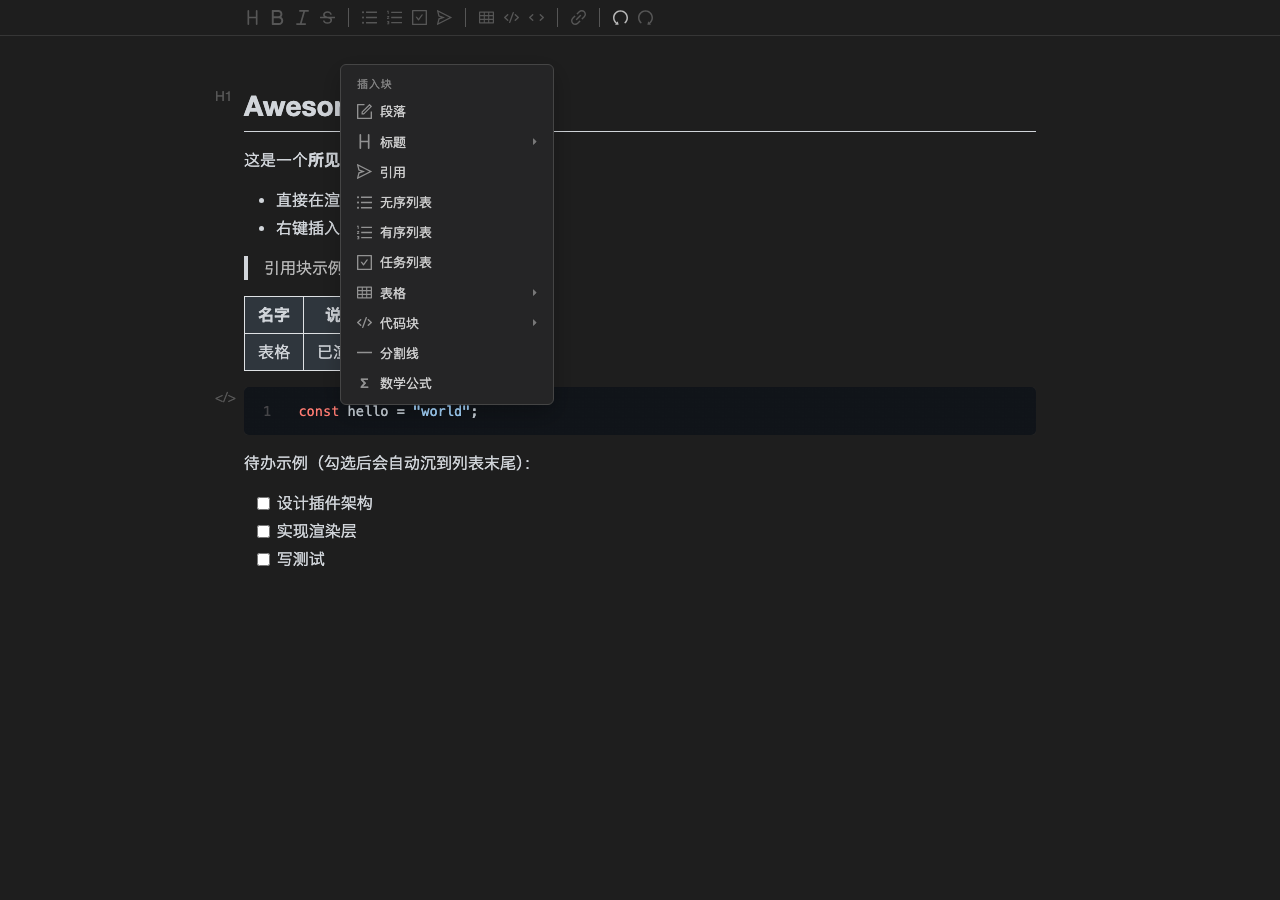 H B I S
H1
Aweso
这是一个所见
直接在渲
右键插入
引用块示例
名字 说
表格 已
插入块
段落
标题
引用
无序列表
有序列表
任务列表
表格
代码块
分割线
Σ 数学公式
</>
1 const hello = "world";
待办示例（勾选后会自动沉到列表末尾）：
设计插件架构
实现渲染层
写测试